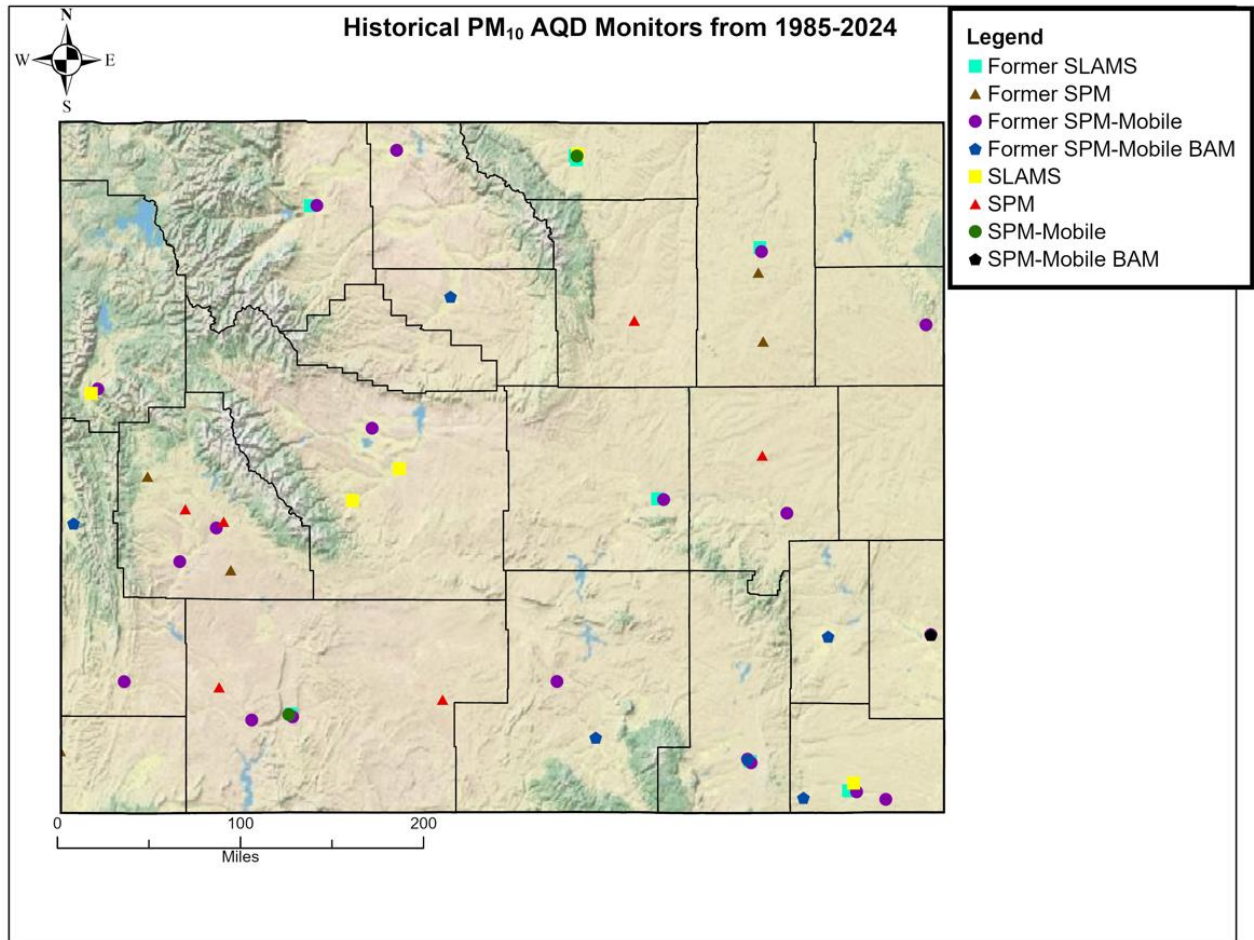 Historical PM₁₀ AQD Monitors from 1985-2024
N
W E
S
Legend
Former SLAMS
Former SPM
Former SPM-Mobile
Former SPM-Mobile BAM
SLAMS
SPM
SPM-Mobile
SPM-Mobile BAM
0 100 200
Miles